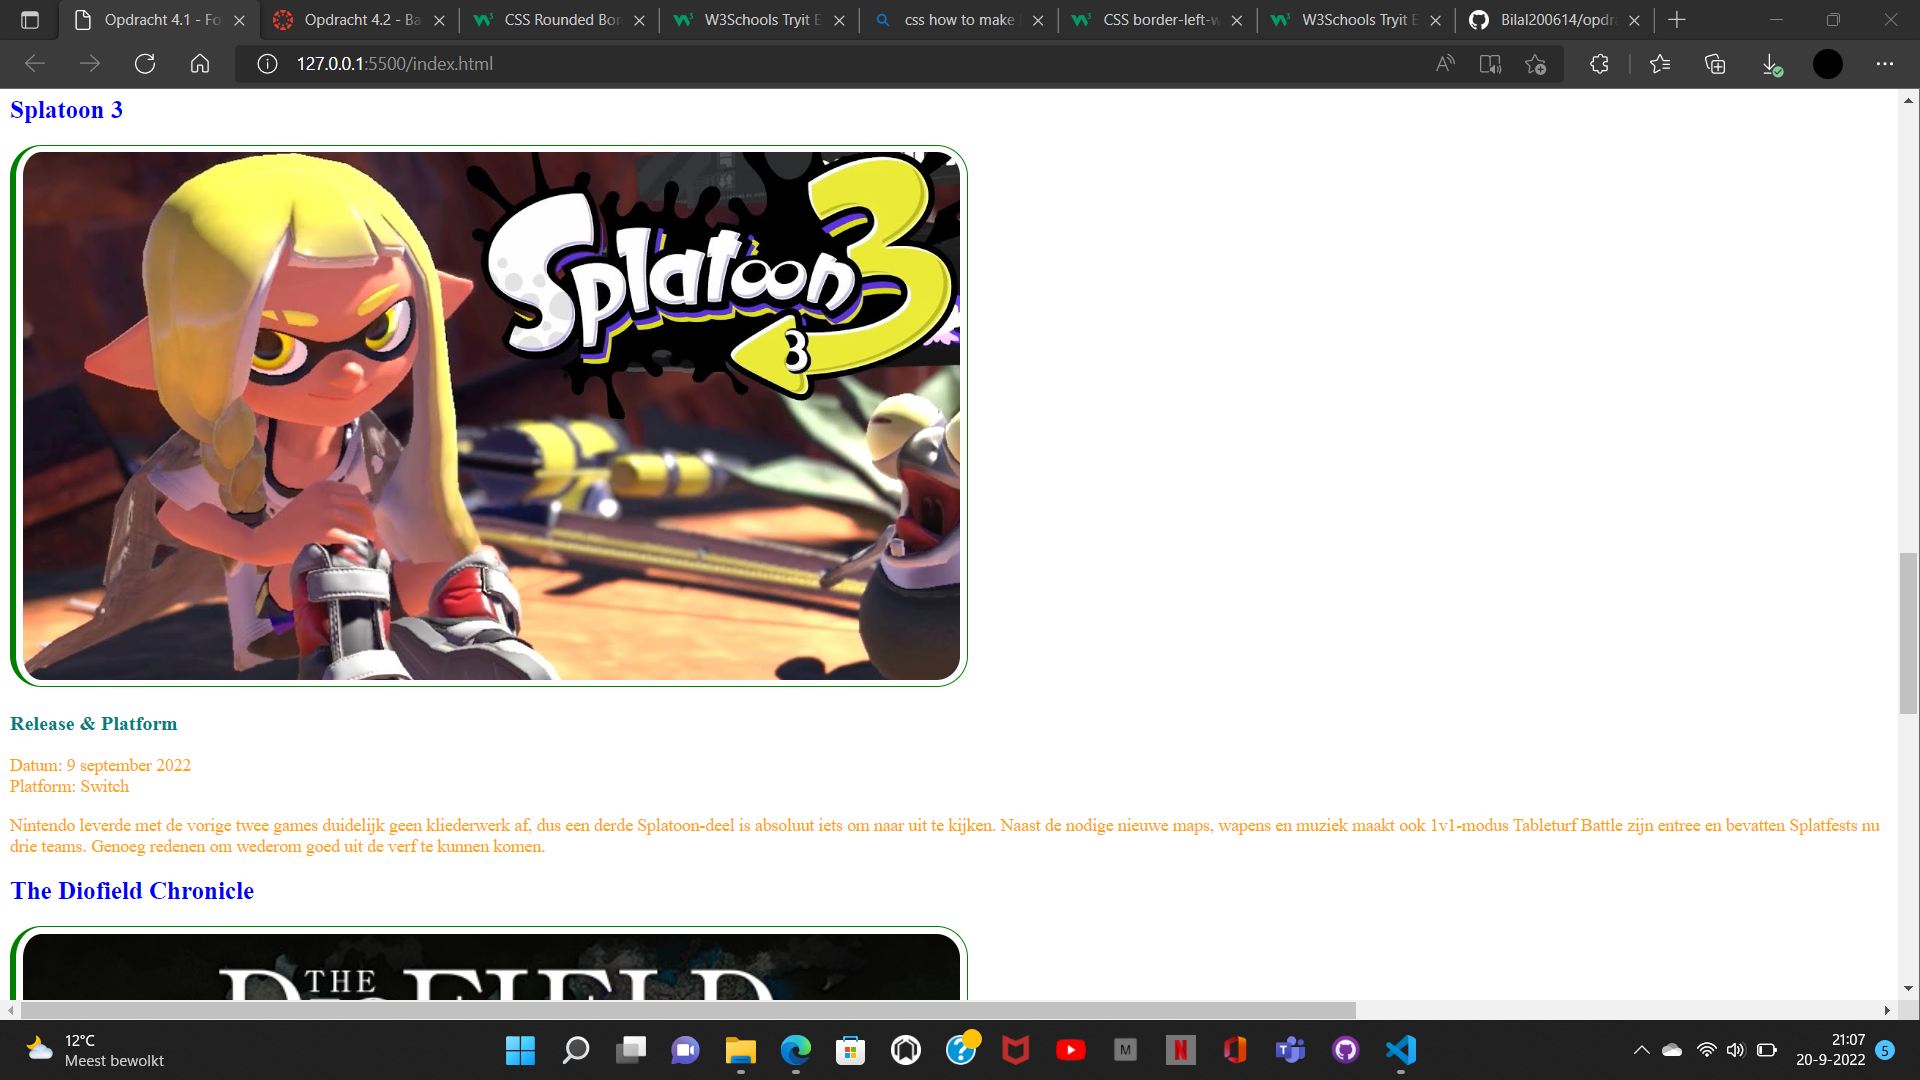 Opdracht 4.1 - Fo
Opdracht 4.2 - Ba
CSS Rounded Bor
W3Schools Tryit E
css how to make
CSS border-left-w
W3Schools Tryit E
Bilal200614/opdr
127.0.0.1:5500/index.html
Splatoon 3
Splatoon 3
Release & Platform
Datum: 9 september 2022
Platform: Switch
Nintendo leverde met de vorige twee games duidelijk geen kliederwerk af, dus een derde Splatoon-deel is absoluut iets om naar uit te kijken. Naast de nodige nieuwe maps, wapens en muziek maakt ook 1v1-modus Tableturf Battle zijn entree en bevatten Splatfests nu
drie teams. Genoeg redenen om wederom goed uit de verf te kunnen komen.
The Diofield Chronicle
THE
DIOFIELD
12°C
Meest bewolkt
21:07
20-9-2022
5